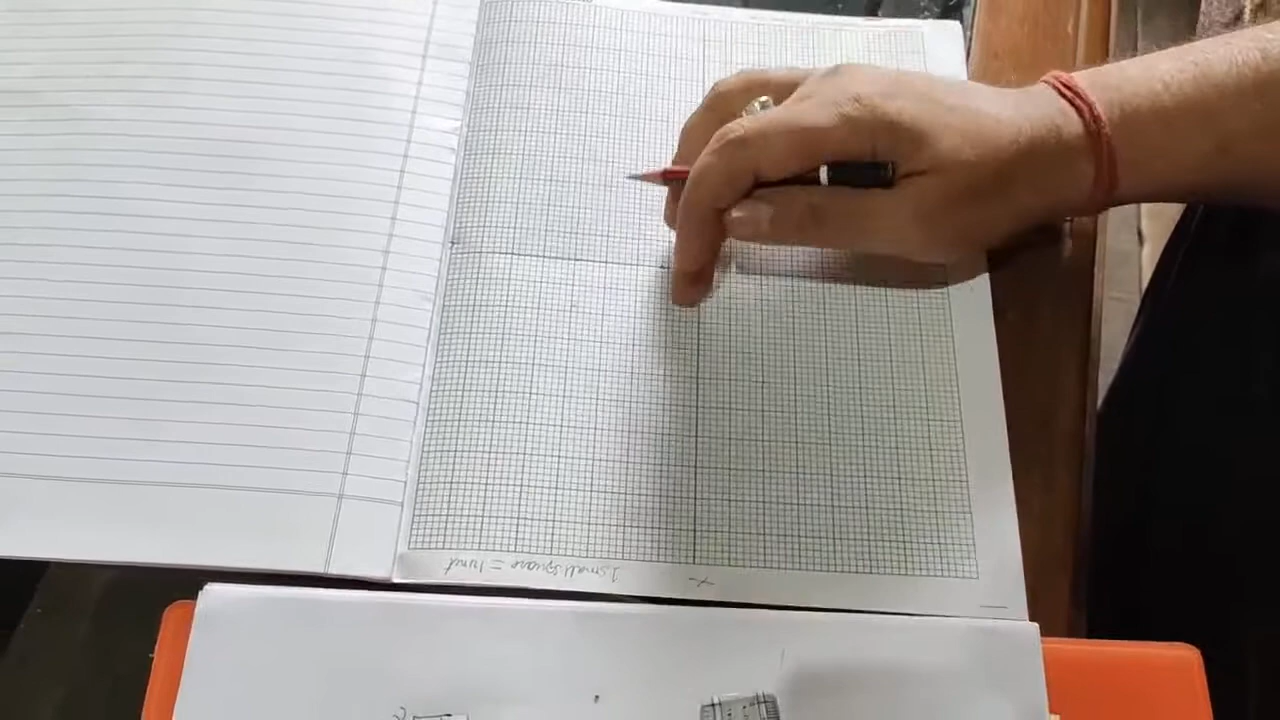 1 small square = 1 unit
X